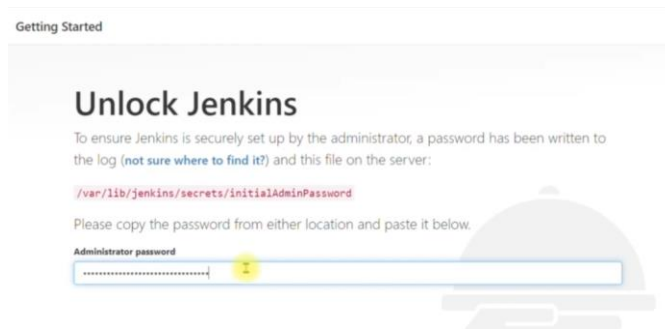 Getting Started
Unlock Jenkins
To ensure Jenkins is securely set up by the administrator, a password has been written to
the log (not sure where to find it?) and this file on the server:
/var/lib/jenkins/secrets/initialAdminPassword
Please copy the password from either location and paste it below.
Administrator password